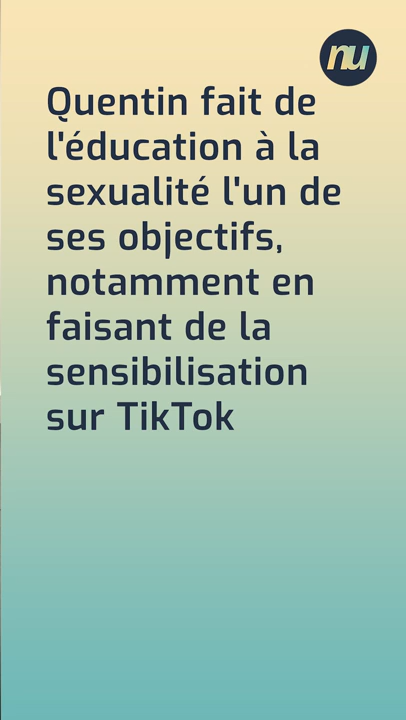 nu
Quentin fait de
l'éducation à la
sexualité l'un de
ses objectifs,
notamment en
faisant de la
sensibilisation
sur TikTok